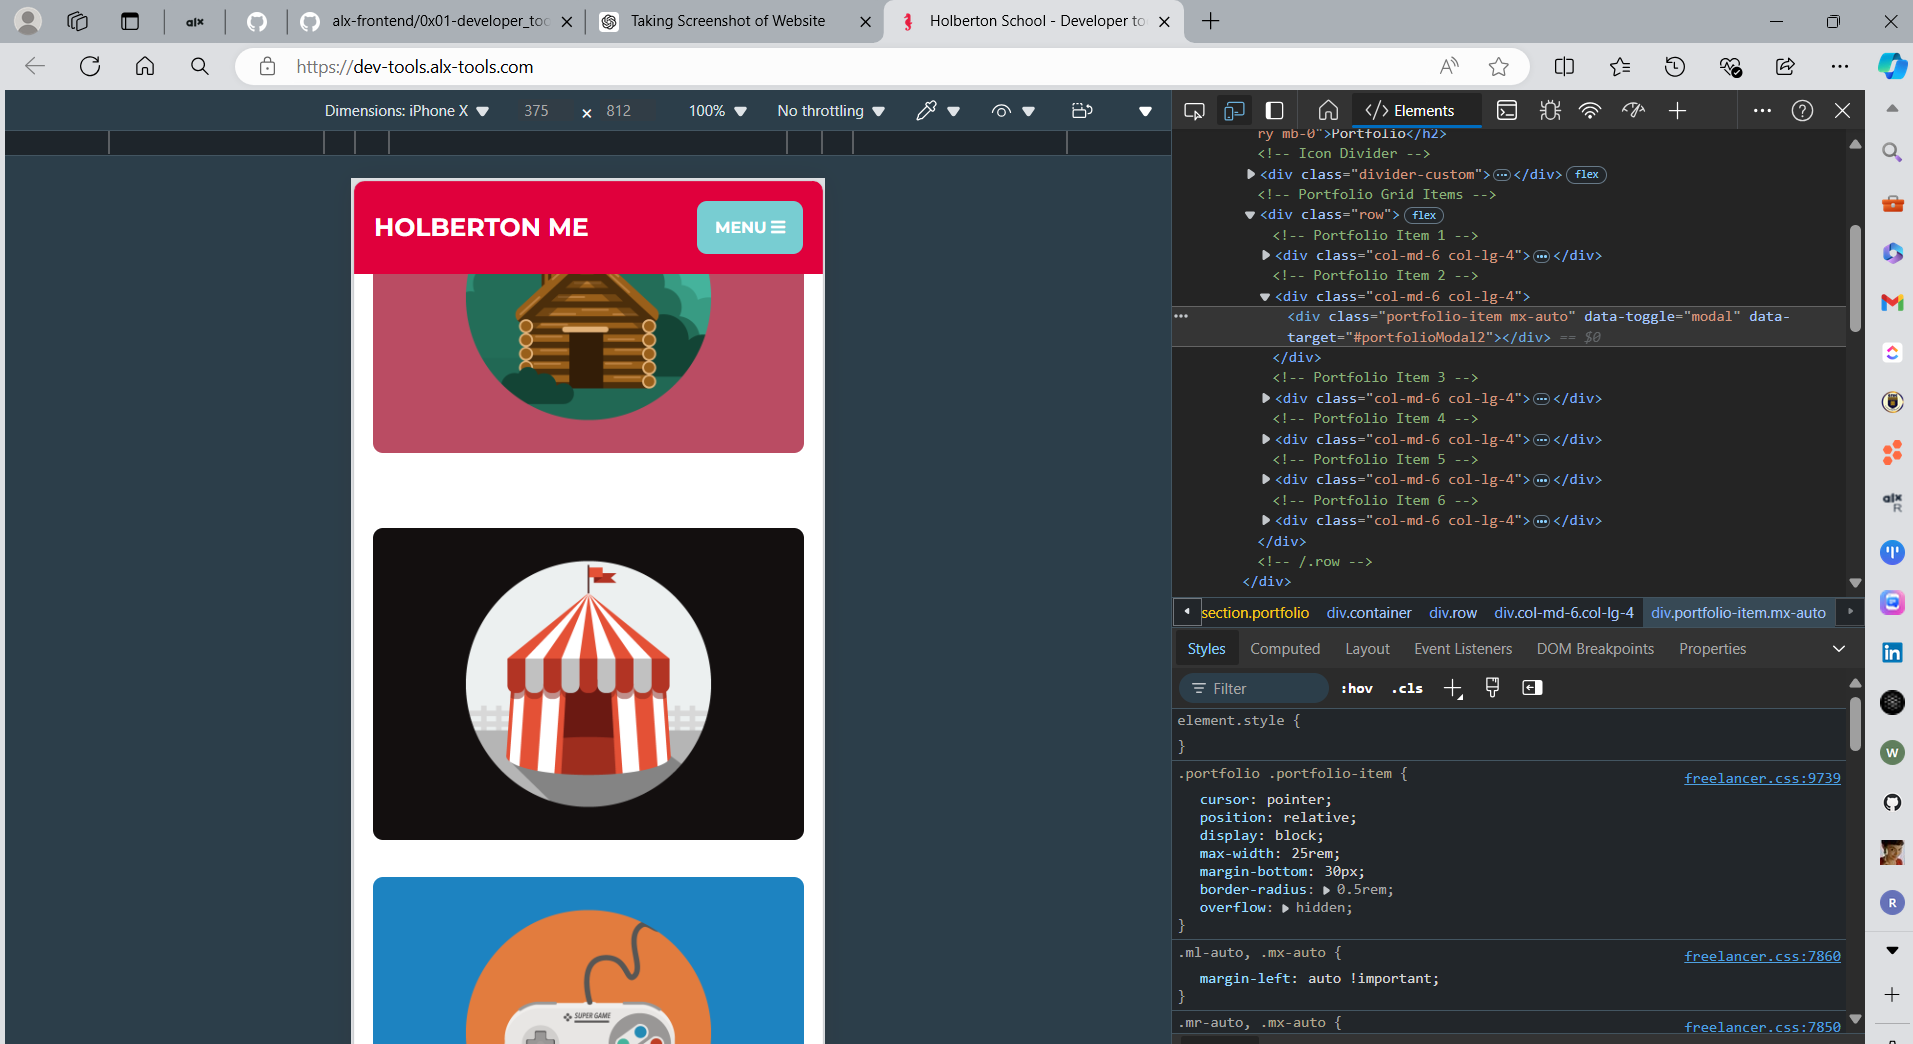 alx
alx-frontend/0x01-developer_too
Taking Screenshot of Website
Holberton School - Developer to
https://dev-tools.alx-tools.com
Dimensions: iPhone X
375
×
812
100%
No throttling
Elements
HOLBERTON ME
MENU
SUPER GAME
ry mb-0">Portfolio</h2>
<!-- Icon Divider -->
<div class="divider-custom">…</div> flex
<!-- Portfolio Grid Items -->
<div class="row"> flex
<!-- Portfolio Item 1 -->
<div class="col-md-6 col-lg-4">…</div>
<!-- Portfolio Item 2 -->
<div class="col-md-6 col-lg-4">
<div class="portfolio-item mx-auto" data-toggle="modal" data-
target="#portfolioModal2"></div> == $0
</div>
<!-- Portfolio Item 3 -->
<div class="col-md-6 col-lg-4">…</div>
<!-- Portfolio Item 4 -->
<div class="col-md-6 col-lg-4">…</div>
<!-- Portfolio Item 5 -->
<div class="col-md-6 col-lg-4">…</div>
<!-- Portfolio Item 6 -->
<div class="col-md-6 col-lg-4">…</div>
</div>
<!-- /.row -->
</div>
section.portfolio div.container div.row div.col-md-6.col-lg-4 div.portfolio-item.mx-auto
Styles Computed Layout Event Listeners DOM Breakpoints Properties
Filter :hov .cls
element.style {
}
.portfolio .portfolio-item { freelancer.css:9739
cursor: pointer;
position: relative;
display: block;
max-width: 25rem;
margin-bottom: 30px;
border-radius: 0.5rem;
overflow: hidden;
}
.ml-auto, .mx-auto { freelancer.css:7860
margin-left: auto !important;
}
.mr-auto, .mx-auto { freelancer.css:7850
alx
R
W
R